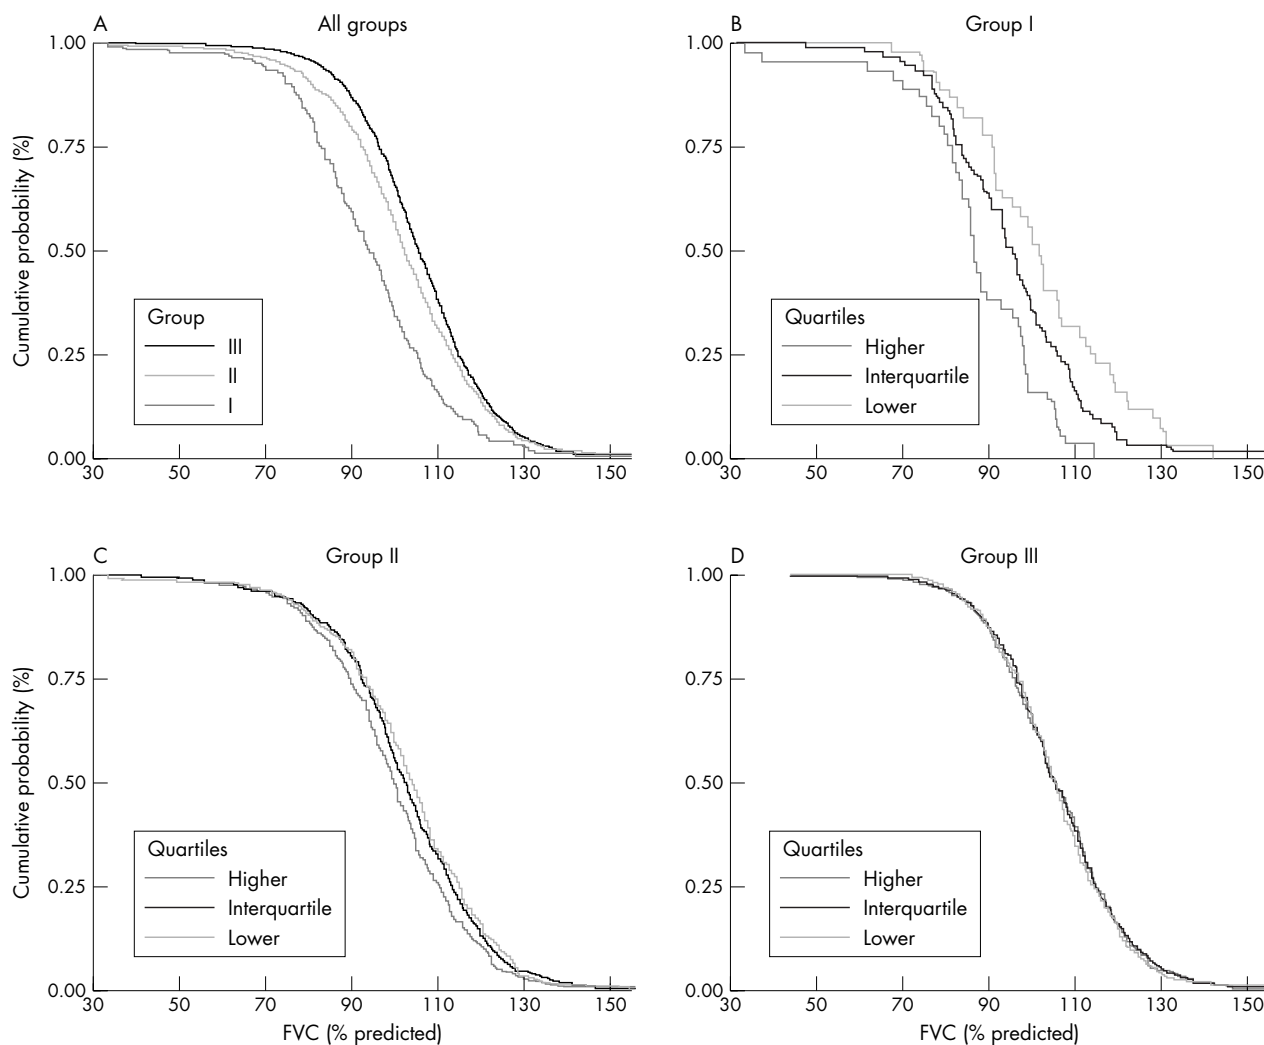 A
All groups
1.00
0.75
0.50
0.25
0.00
Cumulative probability (%)
Group
III
II
I
30 50 70 90 110 130 150
B
Group I
1.00
0.75
0.50
0.25
0.00
Quartiles
Higher
Interquartile
Lower
30 50 70 90 110 130 150
C
Group II
1.00
0.75
0.50
0.25
0.00
Cumulative probability (%)
Quartiles
Higher
Interquartile
Lower
30 50 70 90 110 130 150
FVC (% predicted)
D
Group III
1.00
0.75
0.50
0.25
0.00
Quartiles
Higher
Interquartile
Lower
30 50 70 90 110 130 150
FVC (% predicted)